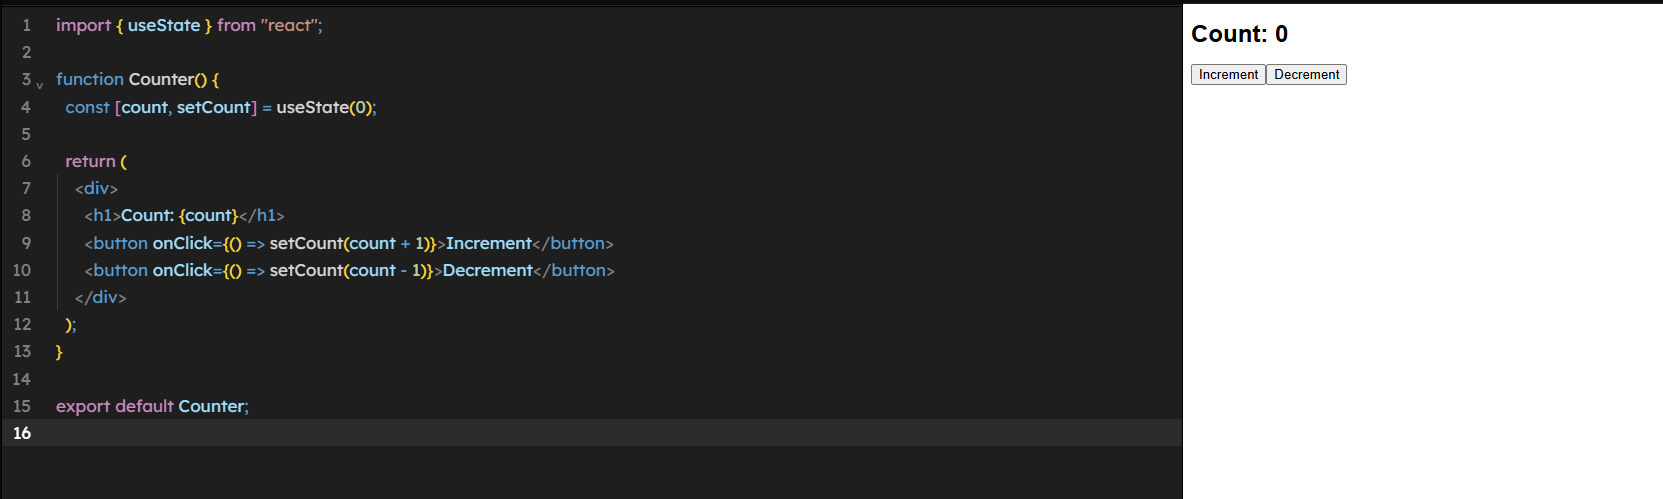 1 import { useState } from "react";
2
3 function Counter() {
4 const [count, setCount] = useState(0);
5
6 return (
7 <div>
8 <h1>Count: {count}</h1>
9 <button onClick={() => setCount(count + 1)}>Increment</button>
10 <button onClick={() => setCount(count - 1)}>Decrement</button>
11 </div>
12 );
13 }
14
15 export default Counter;
16
Count: 0
Increment Decrement